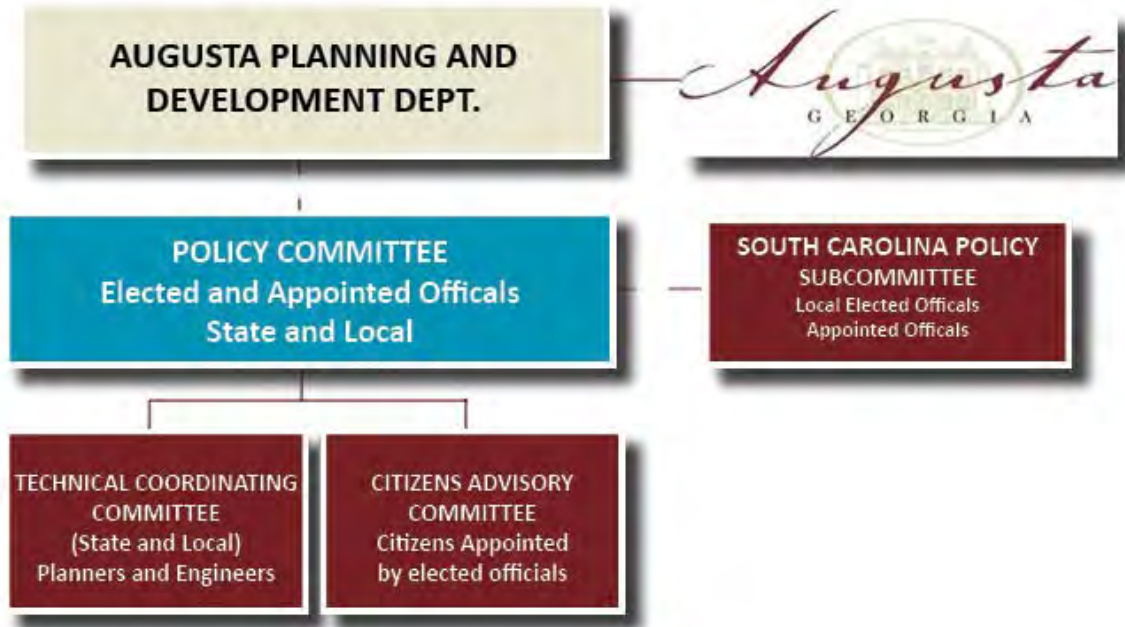 AUGUSTA PLANNING AND
DEVELOPMENT DEPT.
Augusta
GEORGIA
POLICY COMMITTEE
Elected and Appointed Officals
State and Local
SOUTH CAROLINA POLICY
SUBCOMMITTEE
Local Elected Officals
Appointed Officals
TECHNICAL COORDINATING
COMMITTEE
(State and Local)
Planners and Engineers
CITIZENS ADVISORY
COMMITTEE
Citizens Appointed
by elected officials